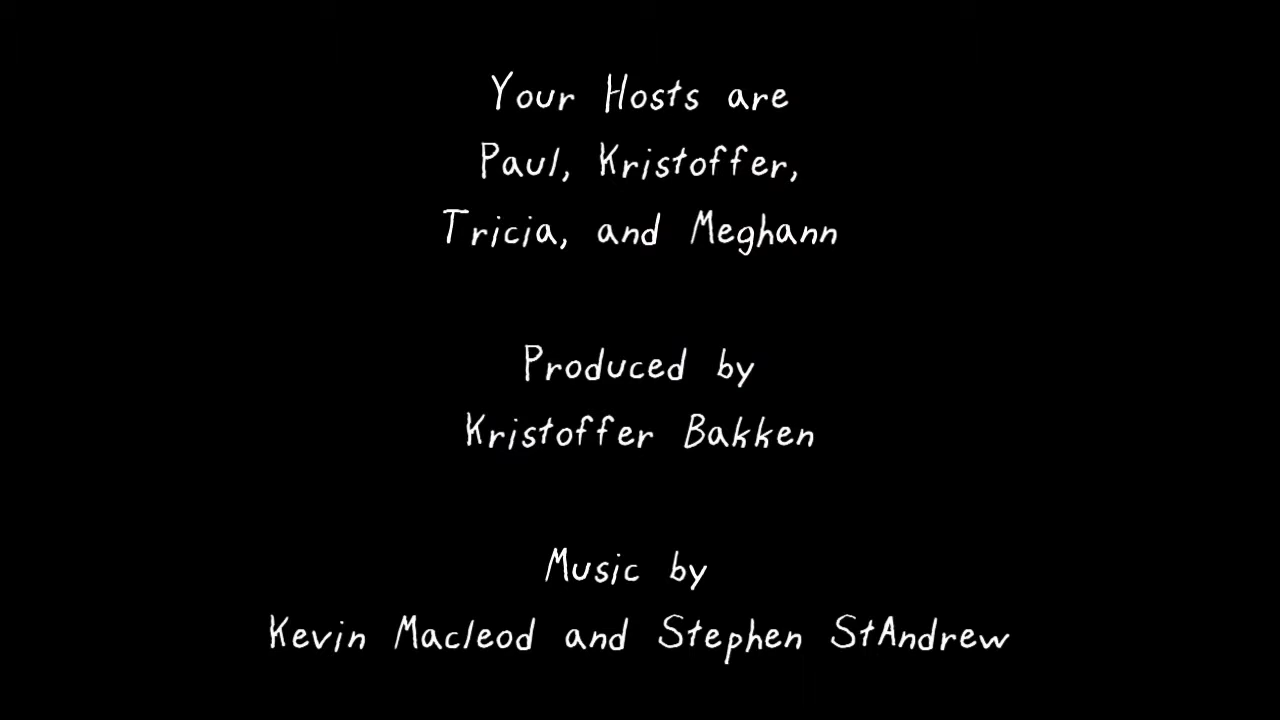 Your Hosts are
Paul, Kristoffer,
Tricia, and Meghann
Produced by
Kristoffer Bakken
Music by
Kevin Macleod and Stephen StAndrew